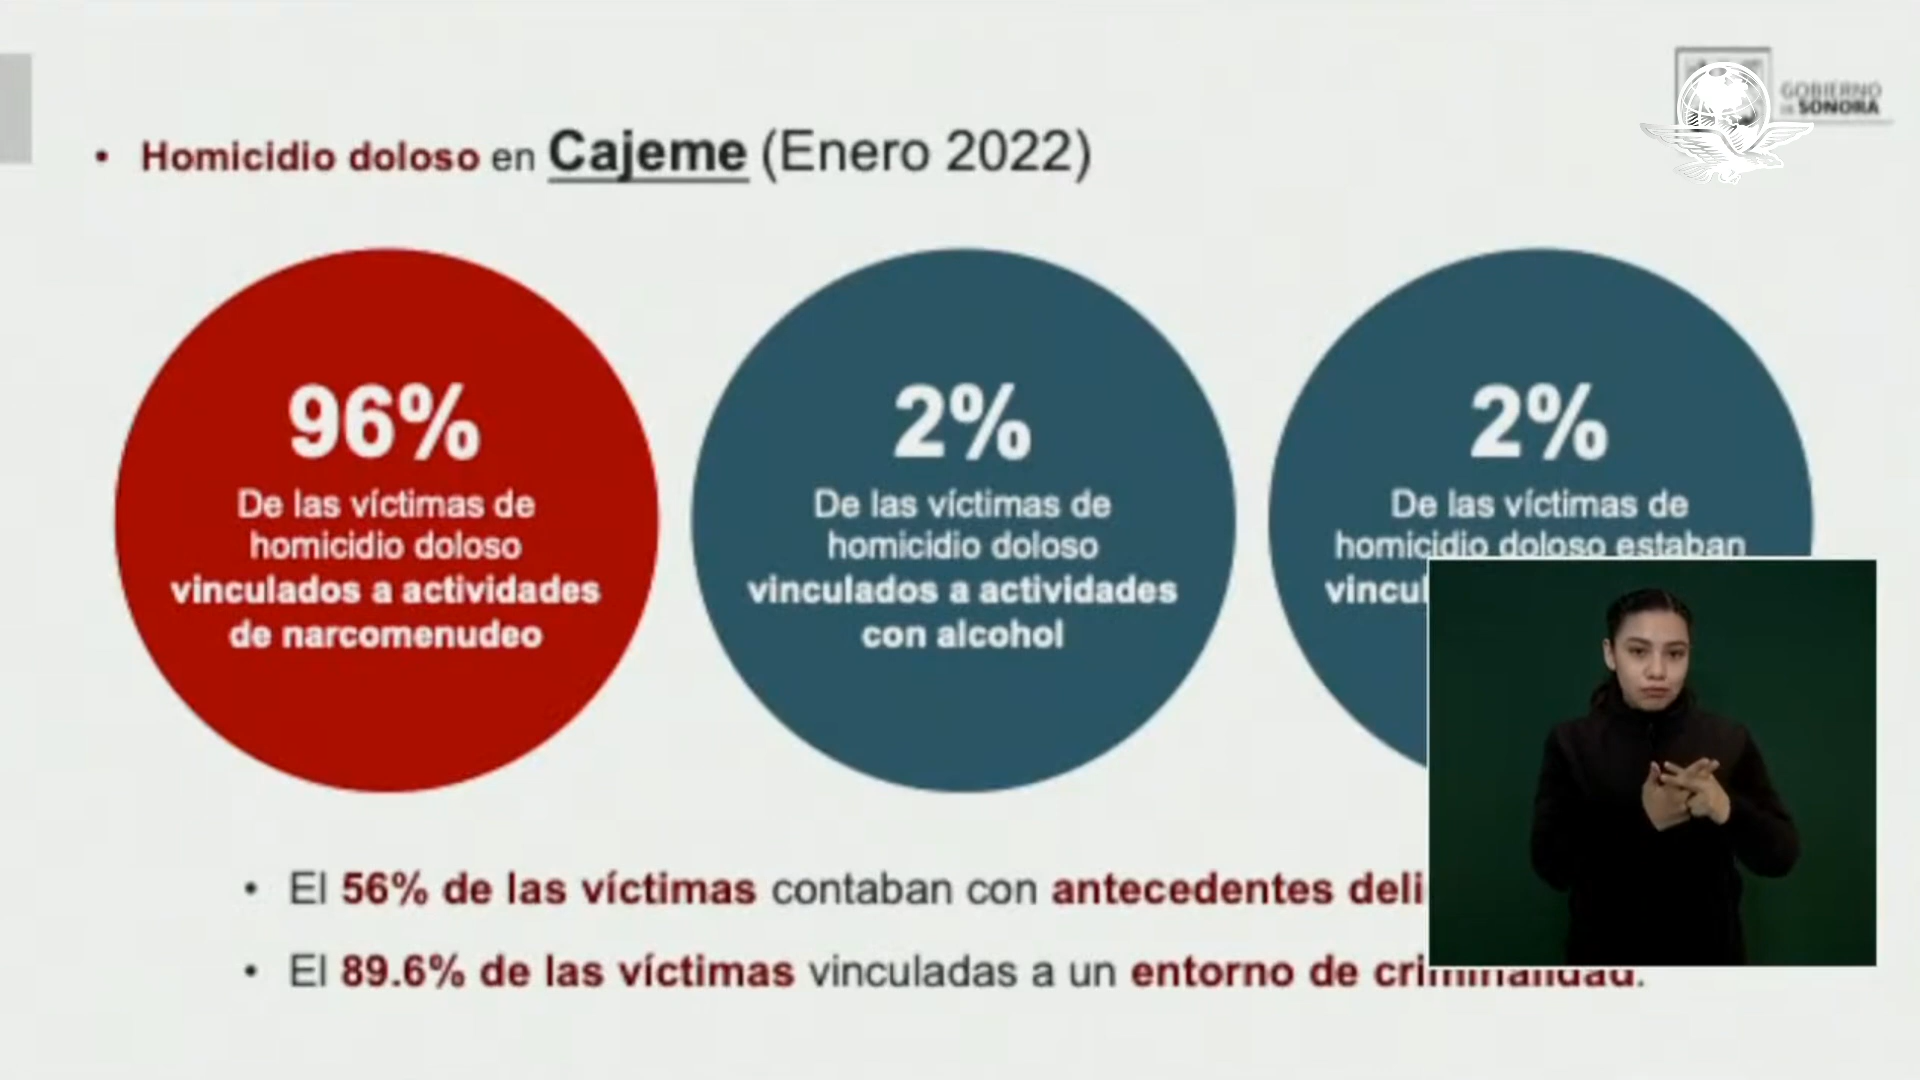 GOBIERNO
DE SONORA
• Homicidio doloso en Cajeme (Enero 2022)
96%
De las víctimas de
homicidio doloso
vinculados a actividades
de narcomenudeo
2%
De las víctimas de
homicidio doloso
vinculados a actividades
con alcohol
2%
De las víctimas de
homicidio doloso estaban
• El 56% de las víctimas contaban con antecedentes
• El 89.6% de las víctimas vinculadas a un entorno de criminalidad.